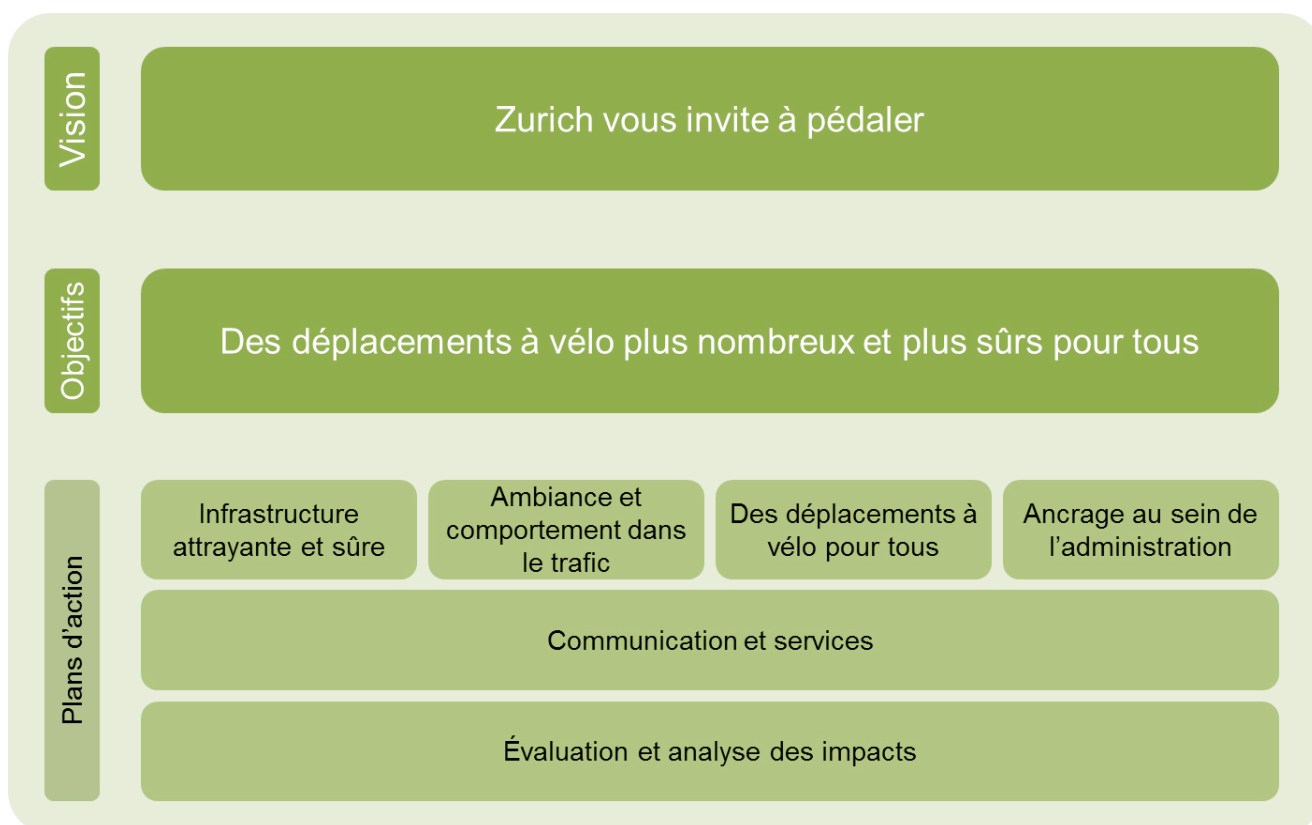 Vision
Zurich vous invite à pédaler
Objectifs
Des déplacements à vélo plus nombreux et plus sûrs pour tous
Plans d’action
Infrastructure
attrayante et sûre
Ambiance et
comportement dans
le trafic
Des déplacements à
vélo pour tous
Ancrage au sein de
l’administration
Communication et services
Évaluation et analyse des impacts